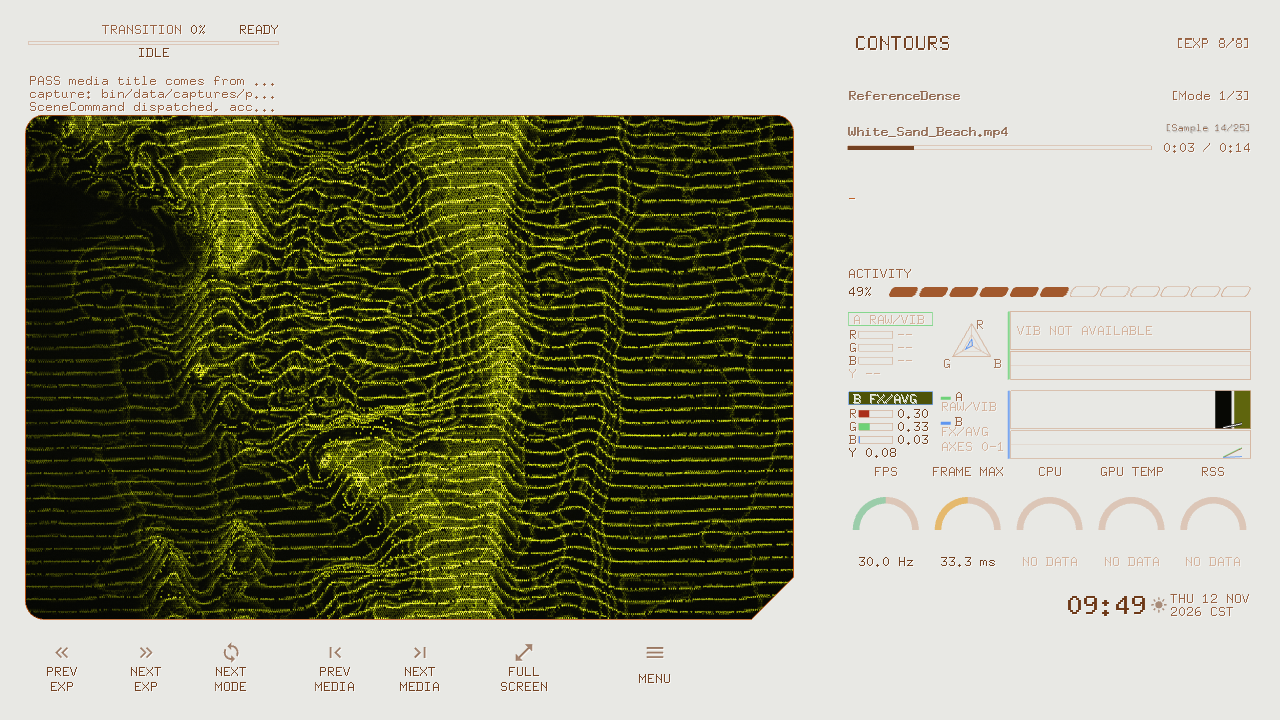 TRANSITION 0% READY
IDLE
PASS media title comes from ...
capture: bin/data/captures/p...
SceneCommand dispatched, acc...
CONTOURS [EXP 8/8]
ReferenceDense [Mode 1/3]
White_Sand_Beach.mp4 [Sample 14/25]
0:03 / 0:14
ACTIVITY
49%
A RAW/VIB
R --
G --
B --
Y --
R
G B
VIB NOT AVAILABLE
B FX/AVG
R 0.30
G 0.33
B 0.03
Y 0.08
A
RAW/VIB
B
FX/AVG
AXES 0-1
FPS FRAME MAX CPU GPU TEMP RSS
30.0 Hz 33.3 ms NO DATA NO DATA NO DATA
09:49 THU 12 NOV
2026 CST
PREV EXP
NEXT EXP
NEXT MODE
PREV MEDIA
NEXT MEDIA
FULL SCREEN
MENU